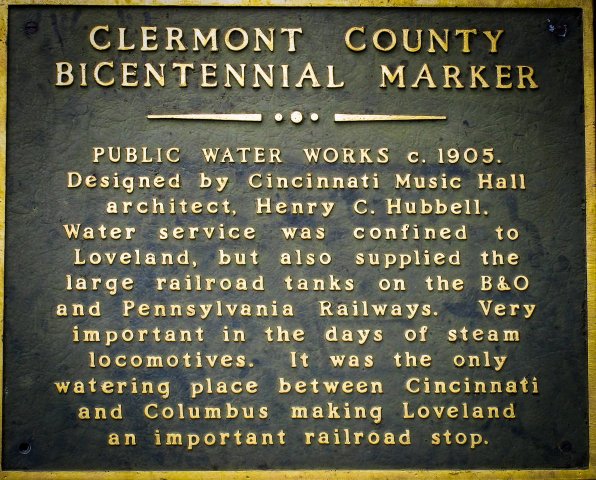 CLERMONT COUNTY
BICENTENNIAL MARKER
PUBLIC WATER WORKS c. 1905.
Designed by Cincinnati Music Hall
architect, Henry C. Hubbell.
Water service was confined to
Loveland, but also supplied the
large railroad tanks on the B&O
and Pennsylvania Railways. Very
important in the days of steam
locomotives. It was the only
watering place between Cincinnati
and Columbus making Loveland
an important railroad stop.